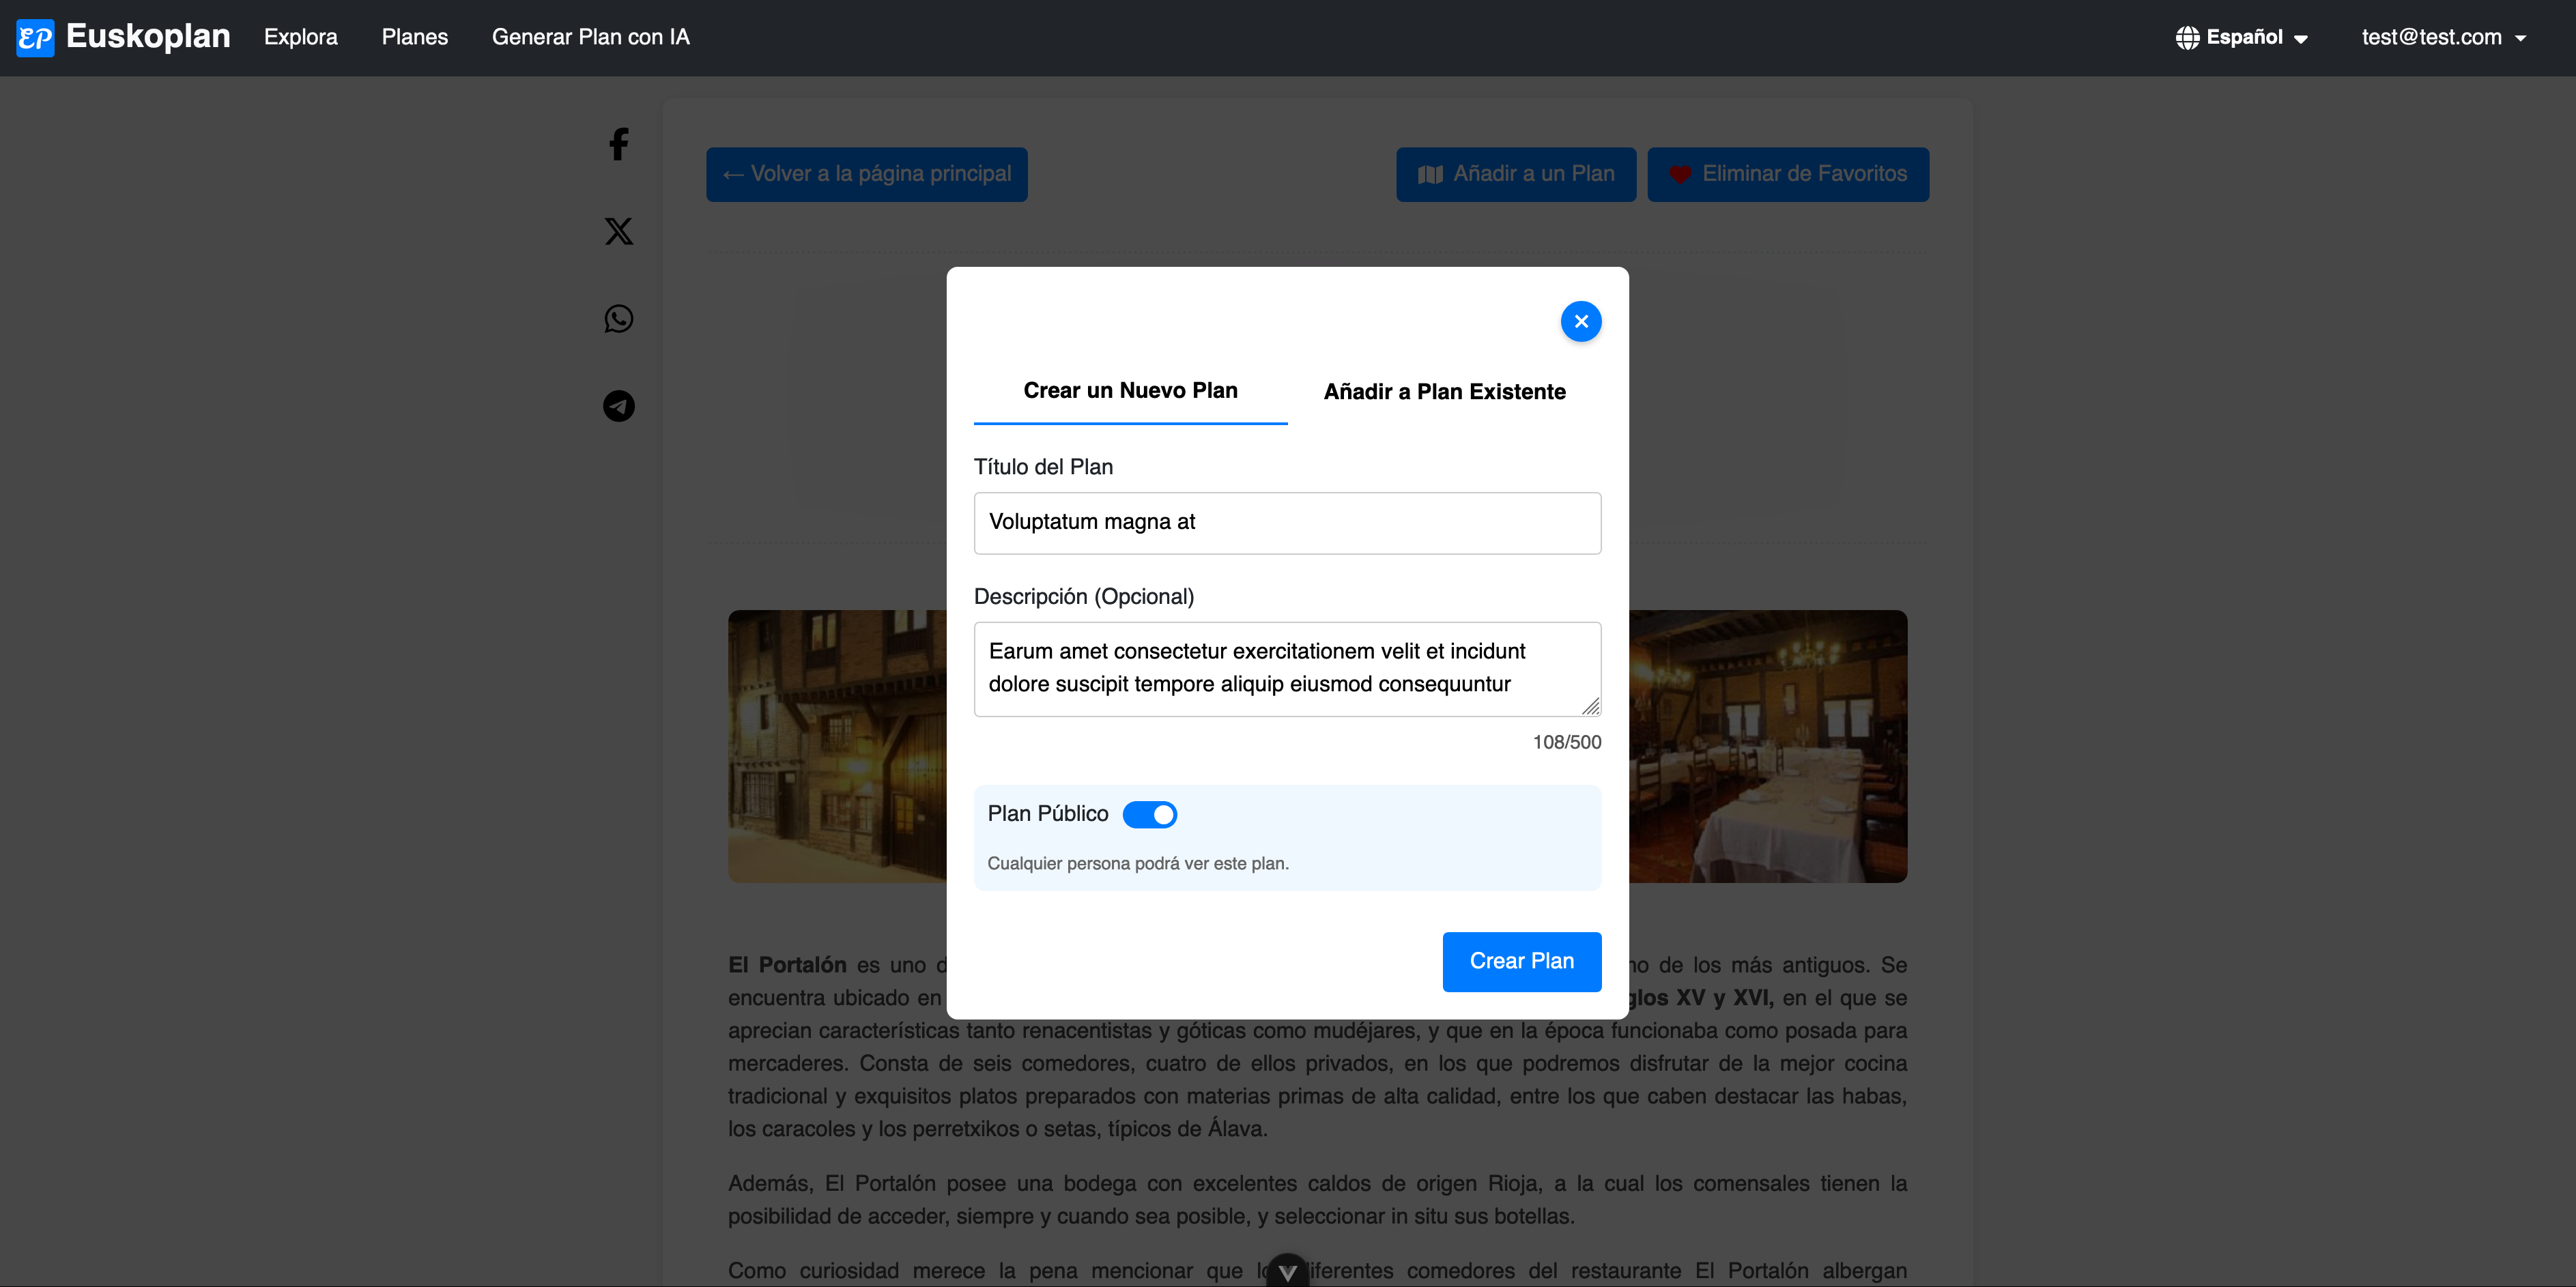 EP Euskoplan Explora Planes Generar Plan con IA Español test@test.com
← Volver a la página principal Añadir a un Plan Eliminar de Favoritos
Crear un Nuevo Plan Añadir a Plan Existente
Título del Plan
Voluptatum magna at
Descripción (Opcional)
Earum amet consectetur exercitationem velit et incidunt
dolore suscipit tempore aliquip eiusmod consequuntur
108/500
Plan Público
Cualquier persona podrá ver este plan.
Crear Plan
El Portalón es uno no de los más antiguos. Se
encuentra ubicado en glos XV y XVI, en el que se
aprecian características tanto renacentistas y góticas como mudéjares, y que en la época funcionaba como posada para
mercaderes. Consta de seis comedores, cuatro de ellos privados, en los que podremos disfrutar de la mejor cocina
tradicional y exquisitos platos preparados con materias primas de alta calidad, entre los que caben destacar las habas,
los caracoles y los perretxikos o setas, típicos de Álava.
Además, El Portalón posee una bodega con excelentes caldos de origen Rioja, a la cual los comensales tienen la
posibilidad de acceder, siempre y cuando sea posible, y seleccionar in situ sus botellas.
Como curiosidad merece la pena mencionar que diferentes comedores del restaurante El Portalón albergan